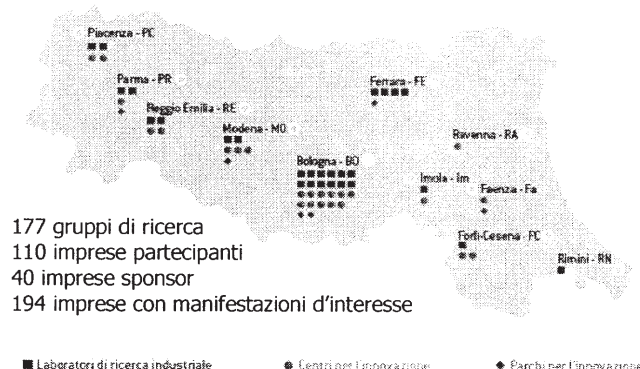 Piacenza - PC
Parma - PR
Reggio Emilia - RE
Modena - MO
Bologna - BO
Ferrara - FE
Ravenna - RA
Imola - Im
Faenza - Fa
Forlì-Cesena - FC
Rimini - RN
177 gruppi di ricerca
110 imprese partecipanti
40 imprese sponsor
194 imprese con manifestazioni d'interesse
Laboratori di ricerca industriale
Centri per l'innovazione
Parchi per l'innovazione